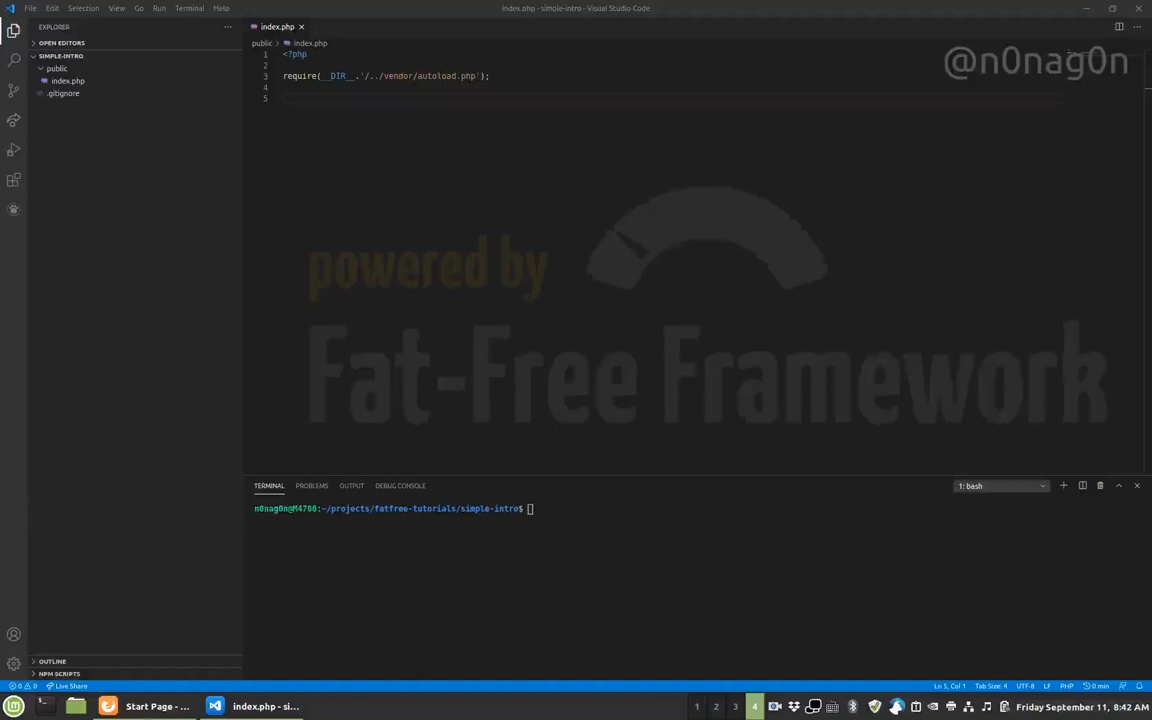 File Edit Selection View Go Run Terminal Help
index.php - simple-intro - Visual Studio Code
EXPLORER
OPEN EDITORS
SIMPLE-INTRO
public
index.php
.gitignore
OUTLINE
NPM SCRIPTS
index.php
public > index.php
1 <?php
2
3 require(__DIR__.'/../vendor/autoload.php');
4
5
@n0nag0n
powered by
Fat-Free Framework
TERMINAL PROBLEMS OUTPUT DEBUG CONSOLE
1: bash
n0nag0n@M4700:~/projects/fatfree-tutorials/simple-intro$
0 0 Live Share
Ln 5, Col 1 Tab Size: 4 UTF-8 LF PHP 0 min
Start Page - ...
index.php - si...
1 2 3 4
Friday September 11, 8:42 AM